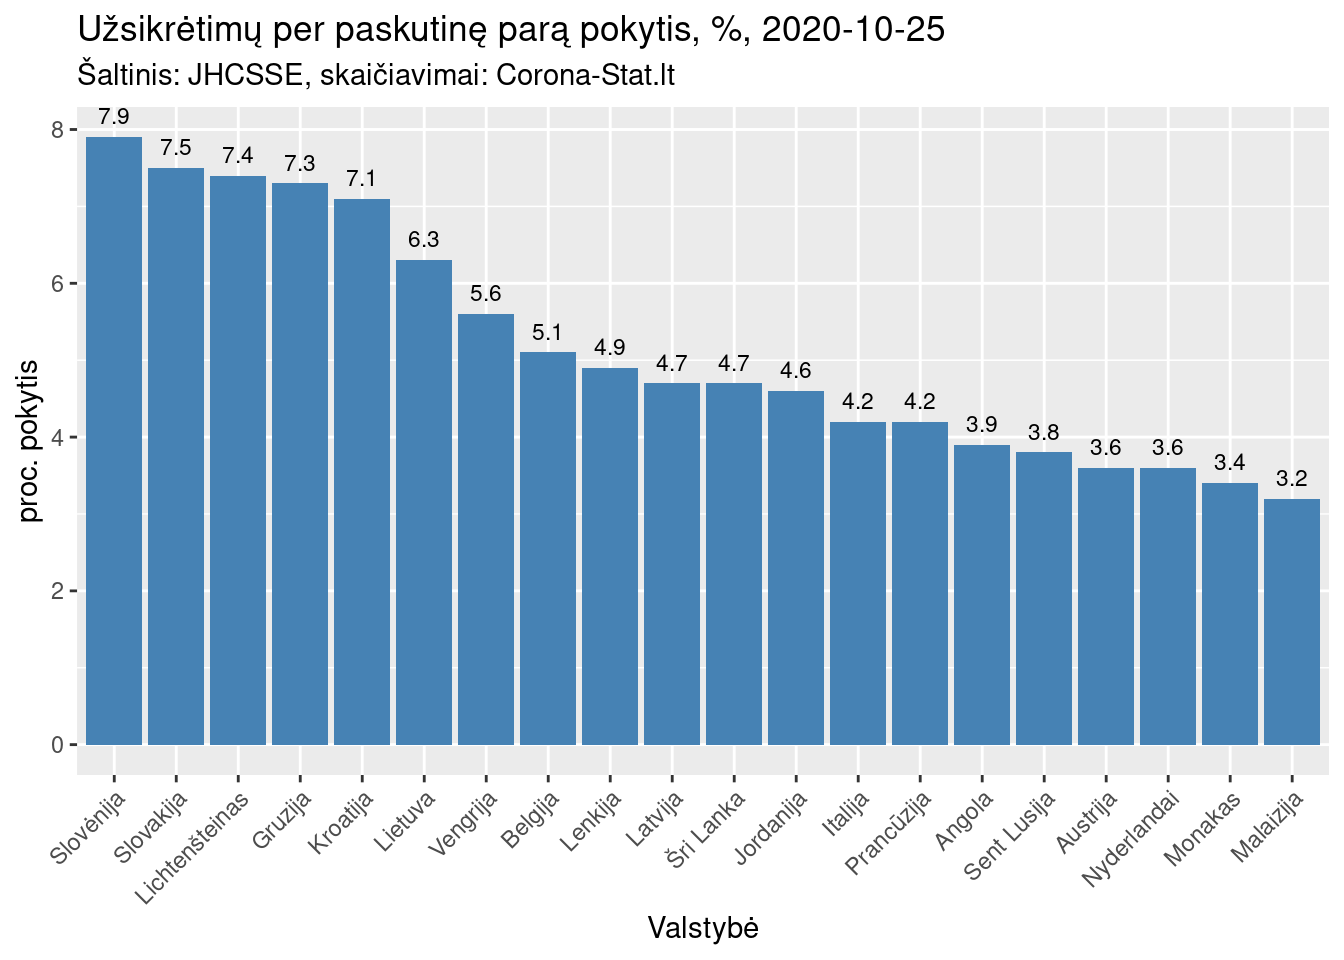 Užsikrėtimų per paskutinę parą pokytis, %, 2020-10-25
Šaltinis: JHCSSE, skaičiavimai: Corona-Stat.lt
7.9
7.5
7.4
7.3
7.1
6.3
5.6
5.1
4.9
4.7
4.7
4.6
4.2
4.2
3.9
3.8
3.6
3.6
3.4
3.2
8
6
4
2
0
proc. pokytis
Slovėnija
Slovakija
Lichtenšteinas
Gruzija
Kroatija
Lietuva
Vengrija
Belgija
Lenkija
Latvija
Šri Lanka
Jordanija
Italija
Prancūzija
Angola
Sent Lusija
Austrija
Nyderlandai
Monakas
Malaizija
Valstybė